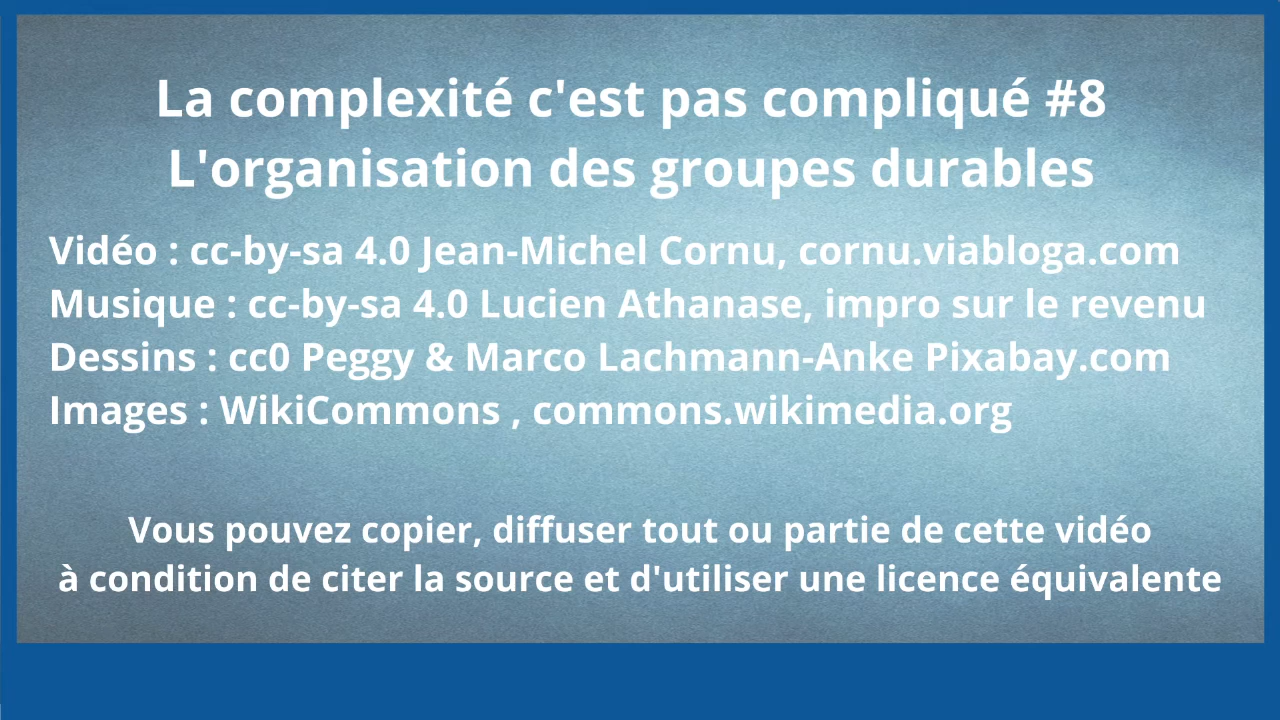 La complexité c'est pas compliqué #8
L'organisation des groupes durables
Vidéo : cc-by-sa 4.0 Jean-Michel Cornu, cornu.viabloga.com
Musique : cc-by-sa 4.0 Lucien Athanase, impro sur le revenu
Dessins : cc0 Peggy & Marco Lachmann-Anke Pixabay.com
Images : WikiCommons , commons.wikimedia.org
Vous pouvez copier, diffuser tout ou partie de cette vidéo
à condition de citer la source et d'utiliser une licence équivalente